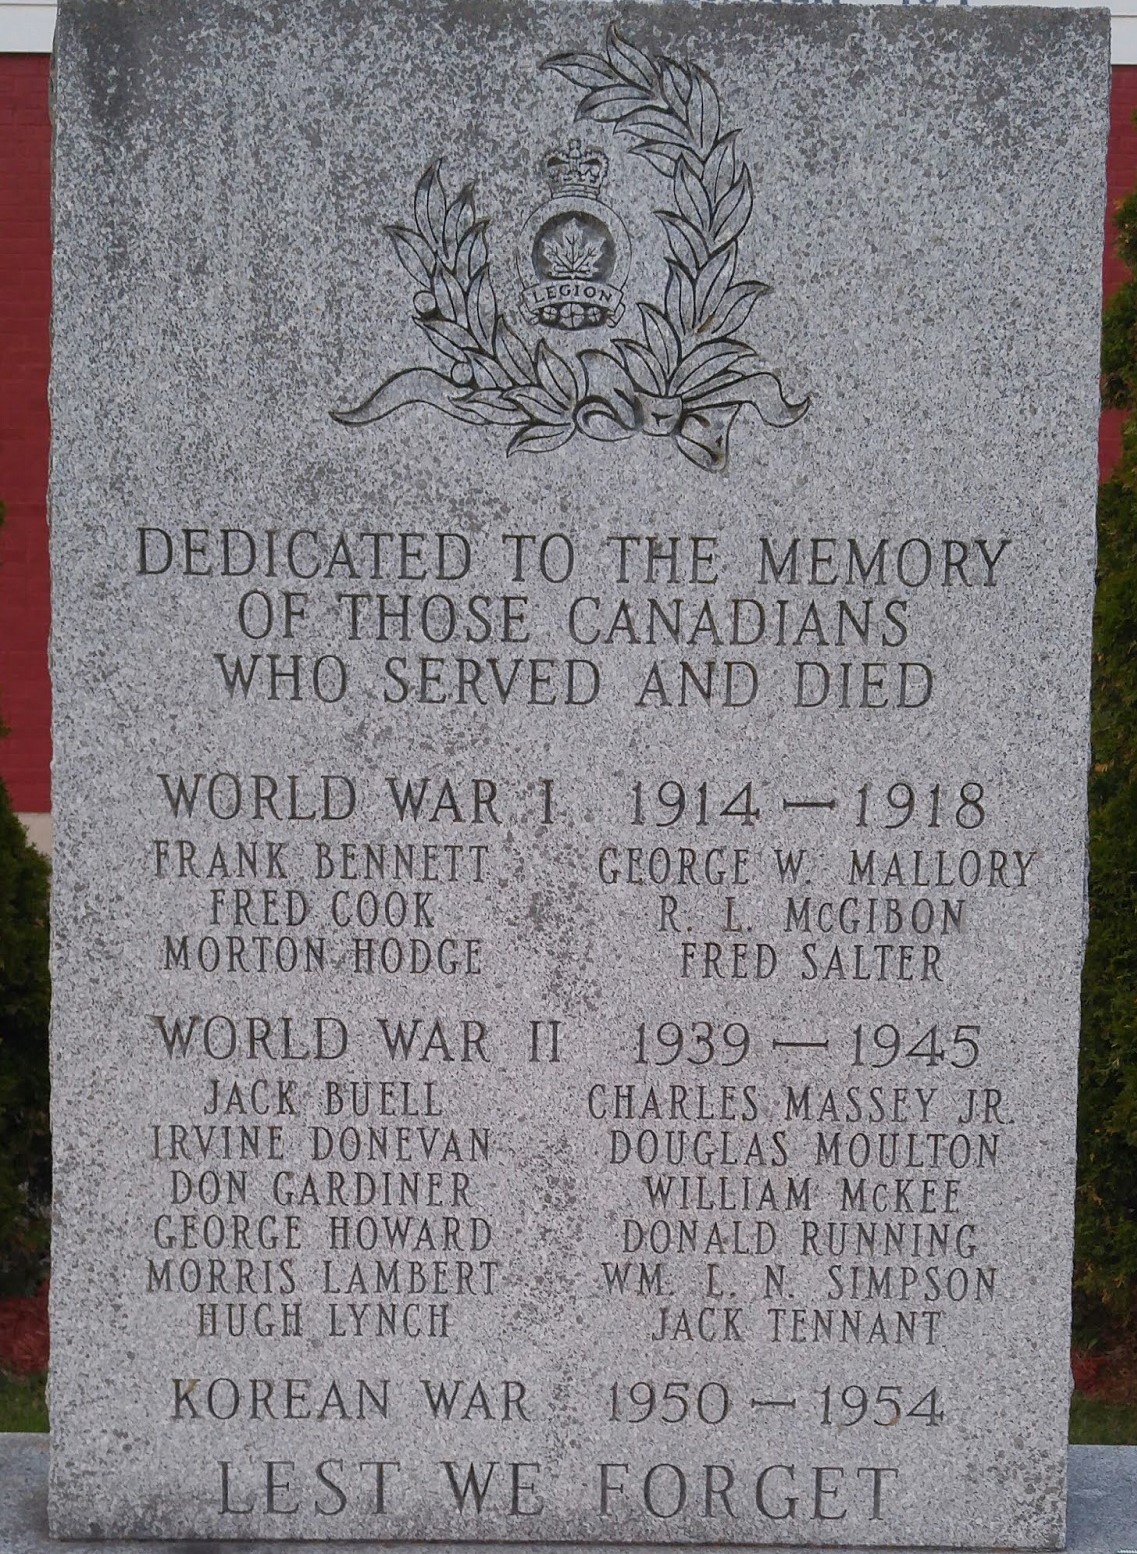 LEGION
DEDICATED TO THE MEMORY
OF THOSE CANADIANS
WHO SERVED AND DIED
WORLD WAR I 1914 — 1918
FRANK BENNETT GEORGE W. MALLORY
FRED COOK R. L. McGIBON
MORTON HODGE FRED SALTER
WORLD WAR II 1939 — 1945
JACK BUELL CHARLES MASSEY JR.
IRVINE DONEVAN DOUGLAS MOULTON
DON GARDINER WILLIAM McKEE
GEORGE HOWARD DONALD RUNNING
MORRIS LAMBERT WM. L. N. SIMPSON
HUGH LYNCH JACK TENNANT
KOREAN WAR 1950 — 1954
LEST WE FORGET